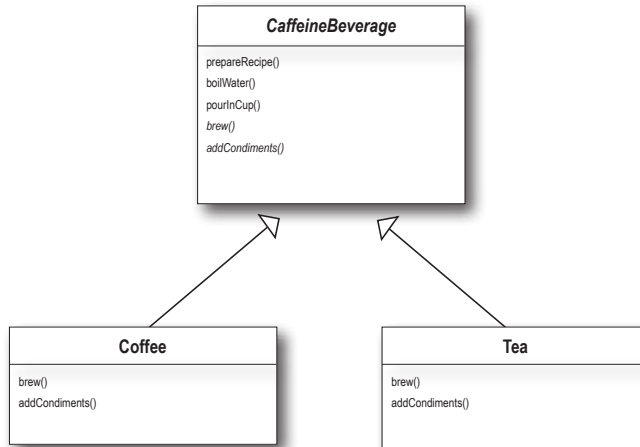 CaffeineBeverage
prepareRecipe()
boilWater()
pourInCup()
brew()
addCondiments()
Coffee
brew()
addCondiments()
Tea
brew()
addCondiments()